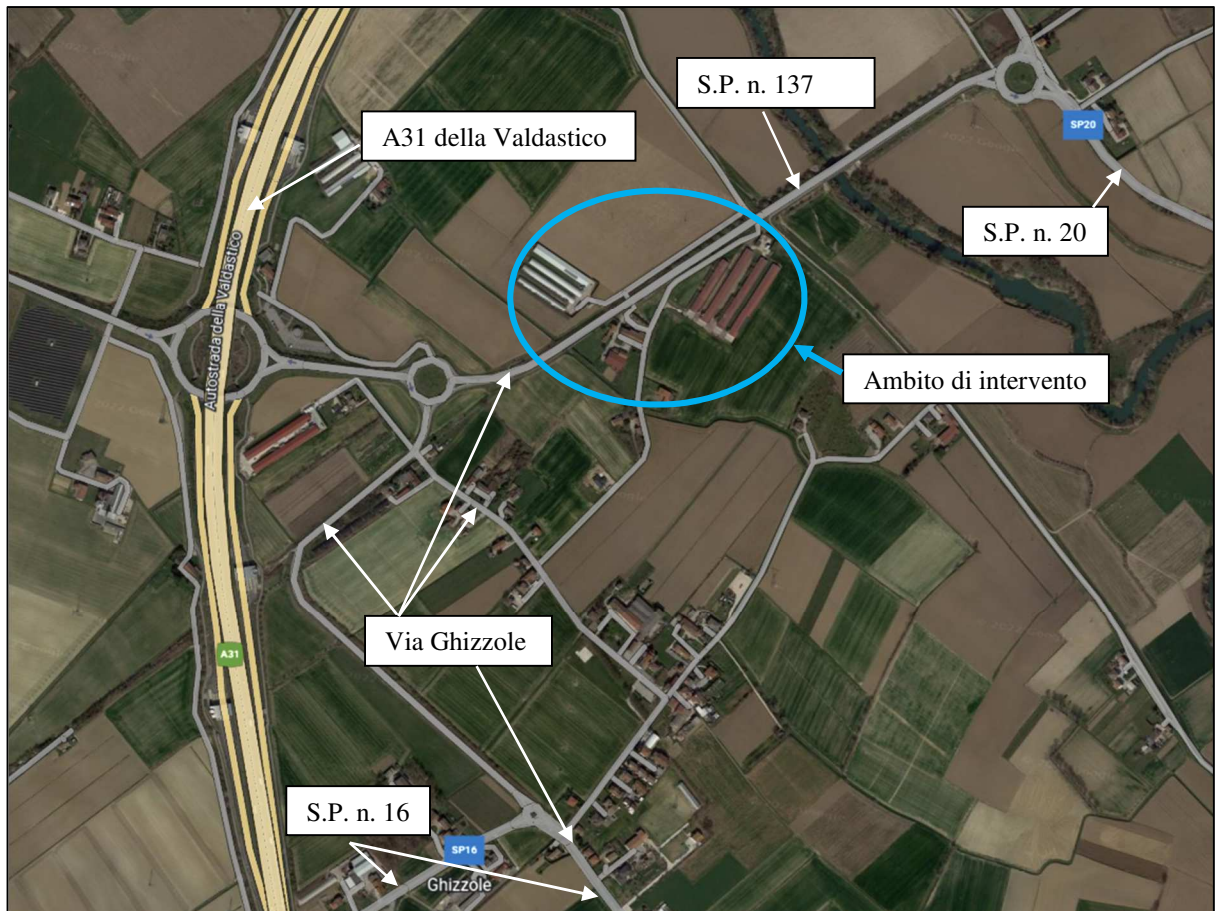 S.P. n. 137
SP20
A31 della Valdastico
S.P. n. 20
Autostrada della Valdastico
Ambito di intervento
Via Ghizzole
A31
S.P. n. 16
SP16
Ghizzole